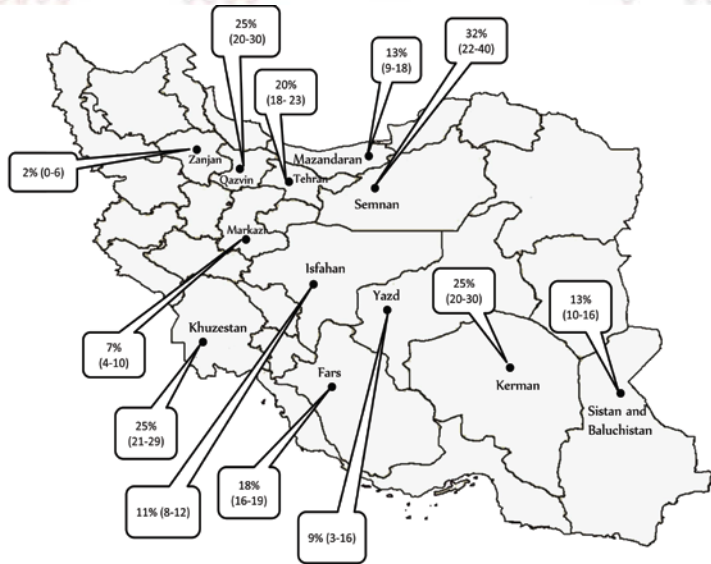 25%
(20-30)
32%
(22-40)
13%
(9-18)
20%
(18- 23)
2% (0-6)
Zanjan
Mazandaran
Qazvin
Tehran
Semnan
Markazi
Isfahan
Yazd
25%
(20-30)
13%
(10-16)
Khuzestan
7%
(4-10)
Fars
Kerman
Sistan and
Baluchistan
25%
(21-29)
18%
(16-19)
11% (8-12)
9% (3-16)